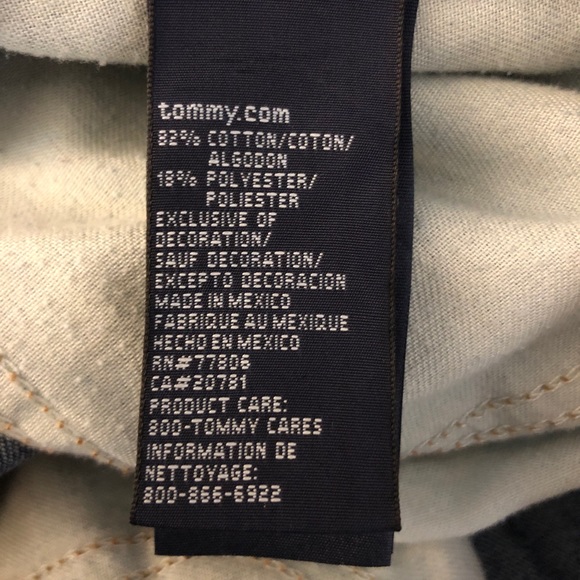 tommy.com
82% COTTON/COTON/
ALGODON
18% POLYESTER/
POLIESTER
EXCLUSIVE OF
DECORATION/
SAUF DECORATION/
EXCEPTO DECORACION
MADE IN MEXICO
FABRIQUE AU MEXIQUE
HECHO EN MEXICO
RN#77806
CA#20781
PRODUCT CARE:
800-TOMMY CARES
INFORMATION DE
NETTOYAGE:
800-866-6922